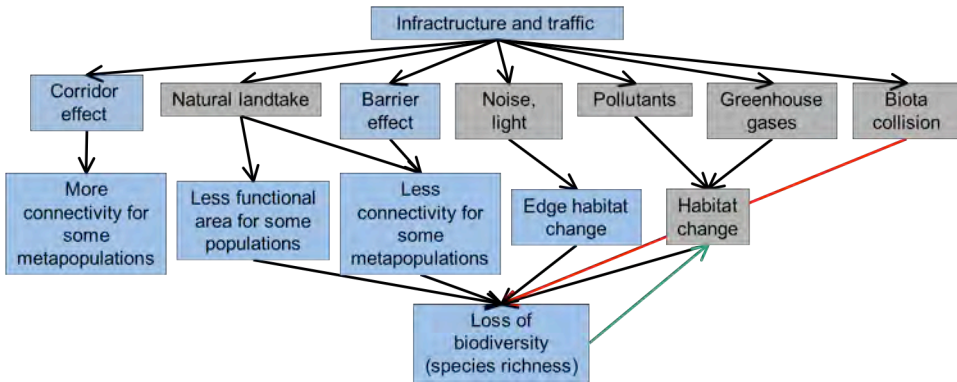 Infractructure and traffic
Corridor
effect
Natural landtake
Barrier
effect
Noise,
light
Pollutants
Greenhouse
gases
Biota
collision
More
connectivity for
some
metapopulations
Less functional
area for some
populations
Less
connectivity for
some
metapopulations
Edge habitat
change
Habitat
change
Loss of
biodiversity
(species richness)